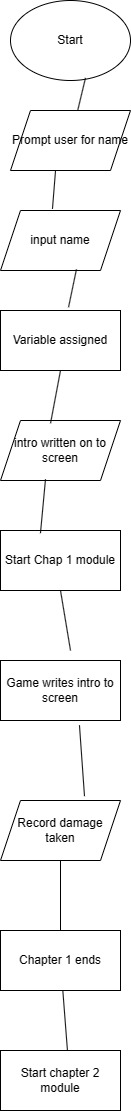 Start
Prompt user for name
input name
Variable assigned
intro written on to
screen
Start Chap 1 module
Game writes intro to
screen
Record damage
taken
Chapter 1 ends
Start chapter 2
module